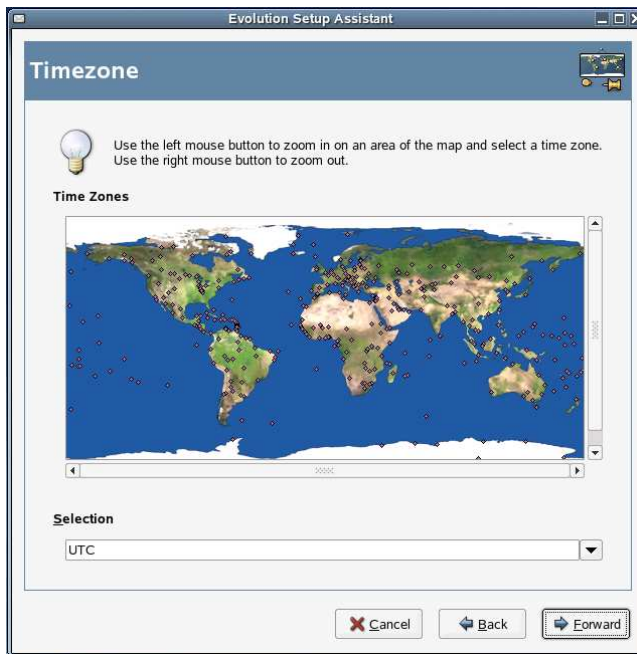 Evolution Setup Assistant
Timezone
Use the left mouse button to zoom in on an area of the map and select a time zone.
Use the right mouse button to zoom out.
Time Zones
Selection
UTC
Cancel
Back
Forward